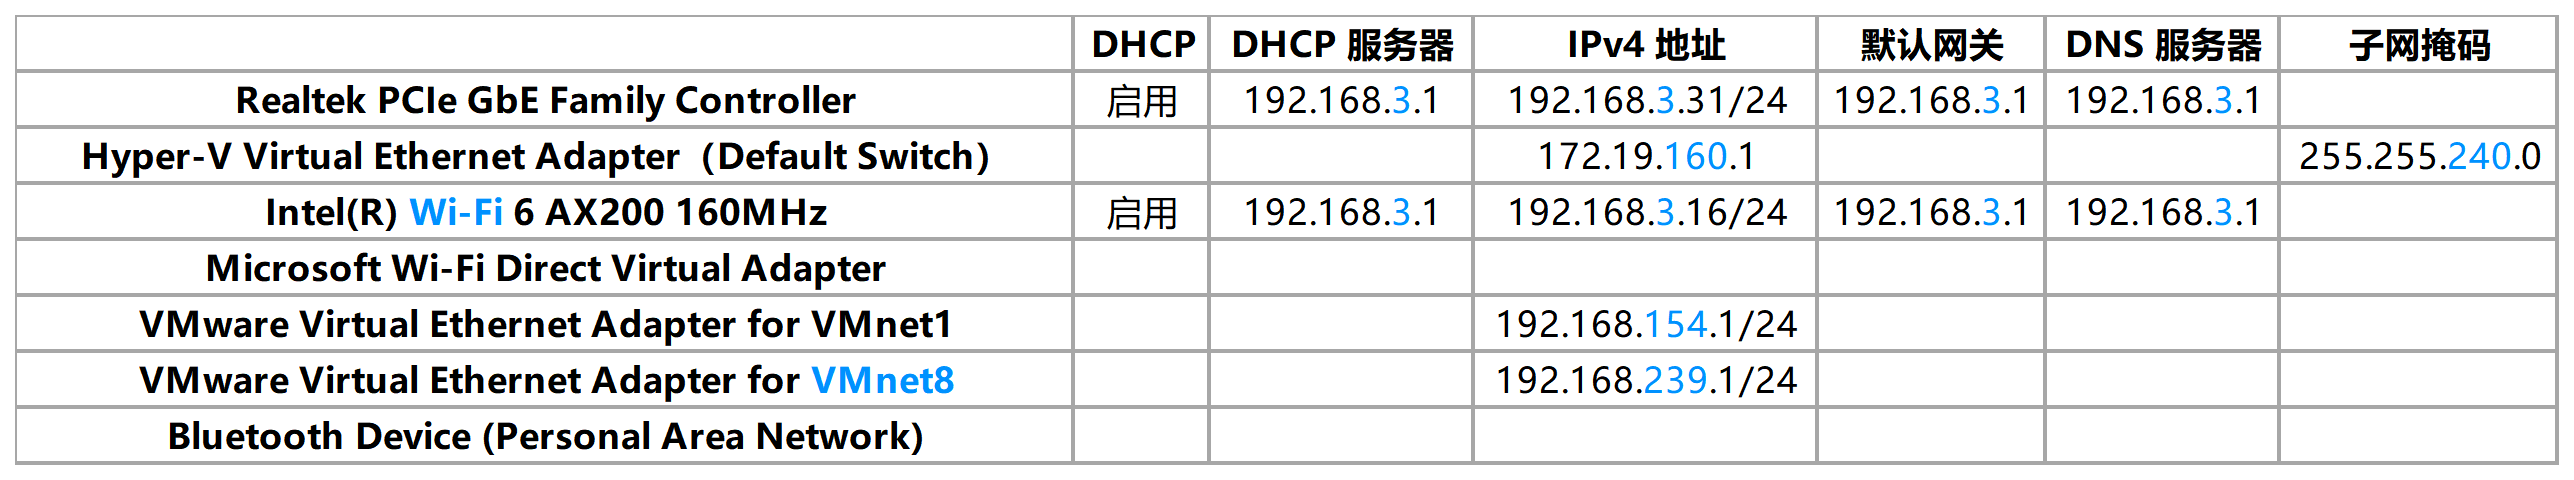 DHCP DHCP 服务器 IPv4 地址 默认网关 DNS 服务器 子网掩码
Realtek PCIe GbE Family Controller 启用 192.168.3.1 192.168.3.31/24 192.168.3.1 192.168.3.1
Hyper-V Virtual Ethernet Adapter（Default Switch） 172.19.160.1 255.255.240.0
Intel(R) Wi-Fi 6 AX200 160MHz 启用 192.168.3.1 192.168.3.16/24 192.168.3.1 192.168.3.1
Microsoft Wi-Fi Direct Virtual Adapter
VMware Virtual Ethernet Adapter for VMnet1 192.168.154.1/24
VMware Virtual Ethernet Adapter for VMnet8 192.168.239.1/24
Bluetooth Device (Personal Area Network)